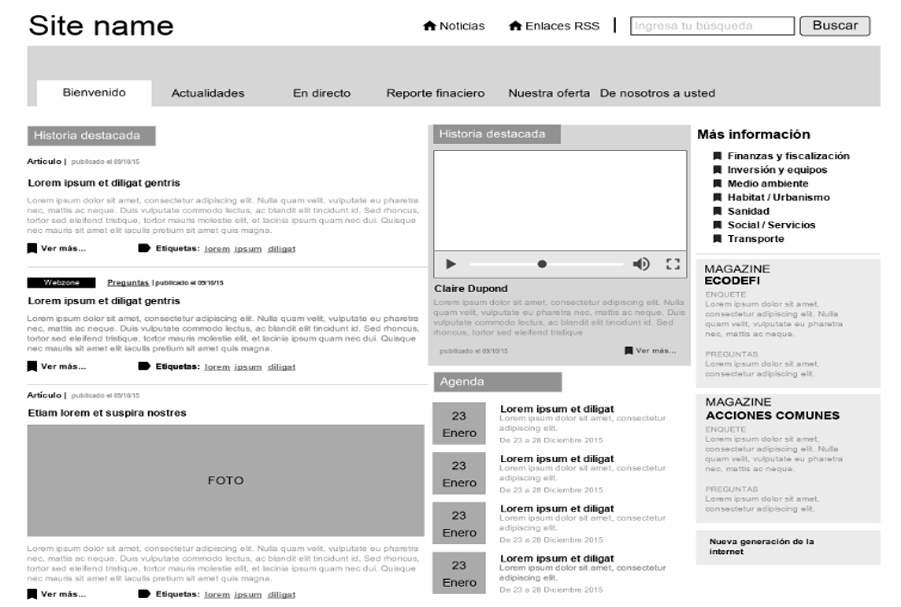 Site name
Noticias
Enlaces RSS
Ingresa tu búsqueda
Buscar
Bienvenido
Actualidades
En directo
Reporte finaciero
Nuestra oferta
De nosotros a usted
Historia destacada
Artículo | publicado el 09/10/15
Lorem ipsum et diligat gentris
Lorem ipsum dolor sit amet, consectetur adipiscing elit. Nulla quam velit, vulputate eu pharetra
nec, mattis ac neque. Duis vulputate commodo lectus, ac blandit elit tincidunt id. Sed rhoncus,
tortor sed eleifend tristique, tortor mauris molestie elit, et lacinia ipsum quam nec dui. Quisque
nec mauris sit amet elit iaculis pretium sit amet quis magna.
Ver más...
Etiquetas: lorem ipsum diligat
Webzone
Preguntas | publicado el 09/10/15
Lorem ipsum et diligat gentris
Lorem ipsum dolor sit amet, consectetur adipiscing elit. Nulla quam velit, vulputate eu pharetra
nec, mattis ac neque. Duis vulputate commodo lectus, ac blandit elit tincidunt id. Sed rhoncus,
tortor sed eleifend tristique, tortor mauris molestie elit, et lacinia ipsum quam nec dui. Quisque
nec mauris sit amet elit iaculis pretium sit amet quis magna.
Ver más...
Etiquetas: lorem ipsum diligat
Artículo | publicado el 09/10/15
Etiam lorem et suspira nostres
FOTO
Lorem ipsum dolor sit amet, consectetur adipiscing elit. Nulla quam velit, vulputate eu pharetra
nec, mattis ac neque. Duis vulputate commodo lectus, ac blandit elit tincidunt id. Sed rhoncus,
tortor sed eleifend tristique, tortor mauris molestie elit, et lacinia ipsum quam nec dui. Quisque
nec mauris sit amet elit iaculis pretium sit amet quis magna.
Ver más...
Etiquetas: lorem ipsum diligat
Historia destacada
Claire Dupond
Lorem ipsum dolor sit amet, consectetur adipiscing elit. Nulla
quam velit, vulputate eu pharetra nec, mattis ac neque. Duis
vulputate commodo lectus, ac blandit elit tincidunt id. Sed
rhoncus, tortor sed eleifend tristique
publicado el 09/10/15
Ver más...
Agenda
23
Enero
Lorem ipsum et diligat
Lorem ipsum dolor sit amet, consectetur
adipiscing elit.
De 23 a 28 Diciembre 2015
23
Enero
Lorem ipsum et diligat
Lorem ipsum dolor sit amet, consectetur
adipiscing elit.
De 23 a 28 Diciembre 2015
23
Enero
Lorem ipsum et diligat
Lorem ipsum dolor sit amet, consectetur
adipiscing elit.
De 23 a 28 Diciembre 2015
23
Enero
Lorem ipsum et diligat
Lorem ipsum dolor sit amet, consectetur
adipiscing elit.
De 23 a 28 Diciembre 2015
Más información
Finanzas y fiscalización
Inversión y equipos
Medio ambiente
Habitat / Urbanismo
Sanidad
Social / Servicios
Transporte
MAGAZINE
ECODEFI
ENQUETE
Lorem ipsum dolor sit amet,
consectetur adipiscing elit. Nulla
quam velit, vulputate eu pharetra
nec, mattis ac neque.
PREGUNTAS
Lorem ipsum dolor sit amet,
consectetur adipiscing elit.
MAGAZINE
ACCIONES COMUNES
ENQUETE
Lorem ipsum dolor sit amet,
consectetur adipiscing elit. Nulla
quam velit, vulputate eu pharetra
nec, mattis ac neque.
PREGUNTAS
Lorem ipsum dolor sit amet,
consectetur adipiscing elit.
Nueva generación de la
internet